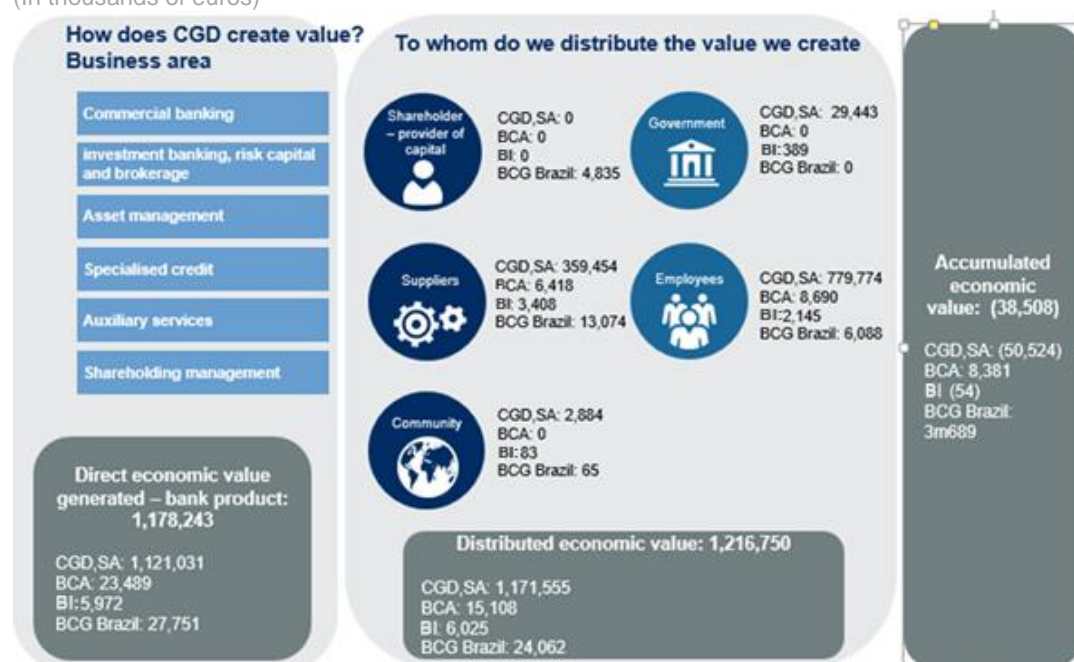 (in thousands of euros)
How does CGD create value?
Business area
Commercial banking
investment banking, risk capital
and brokerage
Asset management
Specialised credit
Auxiliary services
Shareholding management
Direct economic value
generated – bank product:
1,178,243
CGD,SA: 1,121,031
BCA: 23,489
BI:5,972
BCG Brazil: 27,751
To whom do we distribute the value we create
Shareholder
– provider of
capital
CGD,SA: 0
BCA: 0
BI: 0
BCG Brazil: 4,835
Government
CGD,SA: 29,443
BCA: 0
BI:389
BCG Brazil: 0
Suppliers
CGD,SA: 359,454
BCA: 6,418
BI: 3,408
BCG Brazil: 13,074
Employees
CGD,SA: 779,774
BCA: 8,690
BI:2,145
BCG Brazil: 6,088
Community
CGD,SA: 2,884
BCA: 0
BI:83
BCG Brazil: 65
Distributed economic value: 1,216,750
CGD,SA: 1,171,555
BCA: 15,108
BI: 6,025
BCG Brazil: 24,062
Accumulated
economic
value: (38,508)
CGD,SA: (50,524)
BCA: 8,381
BI (54)
BCG Brazil:
3m689